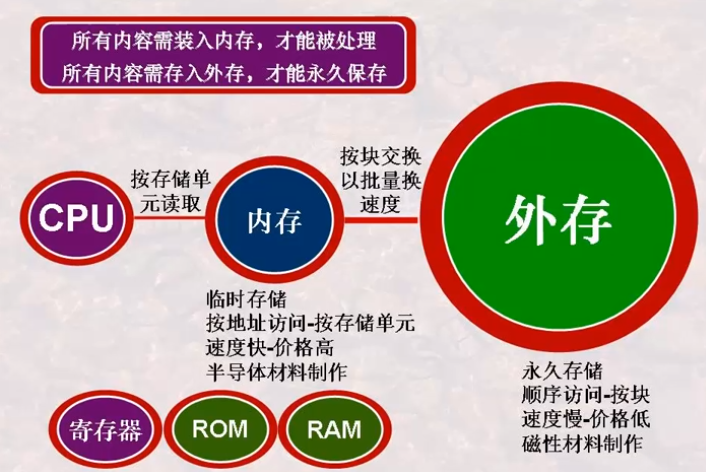 所有内容需装入内存，才能被处理
所有内容需存入外存，才能永久保存
CPU
按存储单
元读取
内存
按块交换
以批量换
速度
外存
临时存储
按地址访问-按存储单元
速度快-价格高
半导体材料制作
永久存储
顺序访问-按块
速度慢-价格低
磁性材料制作
寄存器
ROM
RAM